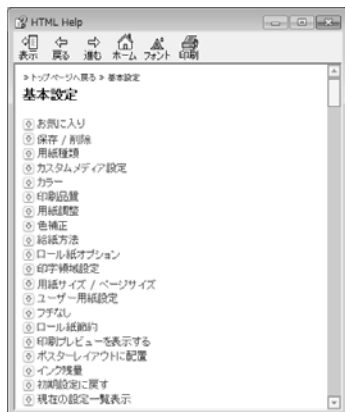 HTML Help
表示 戻る 進む ホーム フォント 印刷
» トップページへ戻る » 基本設定
基本設定
お気に入り
保存 / 削除
用紙種類
カスタムメディア設定
カラー
印刷品質
用紙調整
色補正
給紙方法
ロール紙オプション
印字領域設定
用紙サイズ / ページサイズ
ユーザー用紙設定
フチなし
ロール紙節約
印刷プレビューを表示する
ポスターレイアウトに配置
インク残量
初期設定に戻す
現在の設定一覧表示